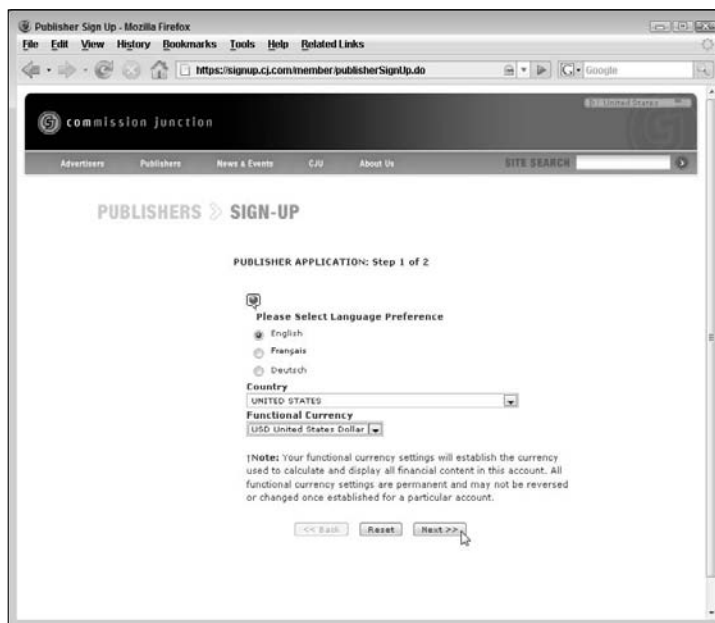 Publisher Sign Up - Mozilla Firefox
File Edit View History Bookmarks Tools Help Related Links
https://signup.cj.com/member/publisherSignUp.do
Google
United States
commission junction
Advertisers Publishers News & Events CJU About Us SITE SEARCH
PUBLISHERS SIGN-UP
PUBLISHER APPLICATION: Step 1 of 2
Please Select Language Preference
English
Français
Deutsch
Country
UNITED STATES
Functional Currency
USD United States Dollar
†Note: Your functional currency settings will establish the currency
used to calculate and display all financial content in this account. All
functional currency settings are permanent and may not be reversed
or changed once established for a particular account.
<< Back Reset Next >>